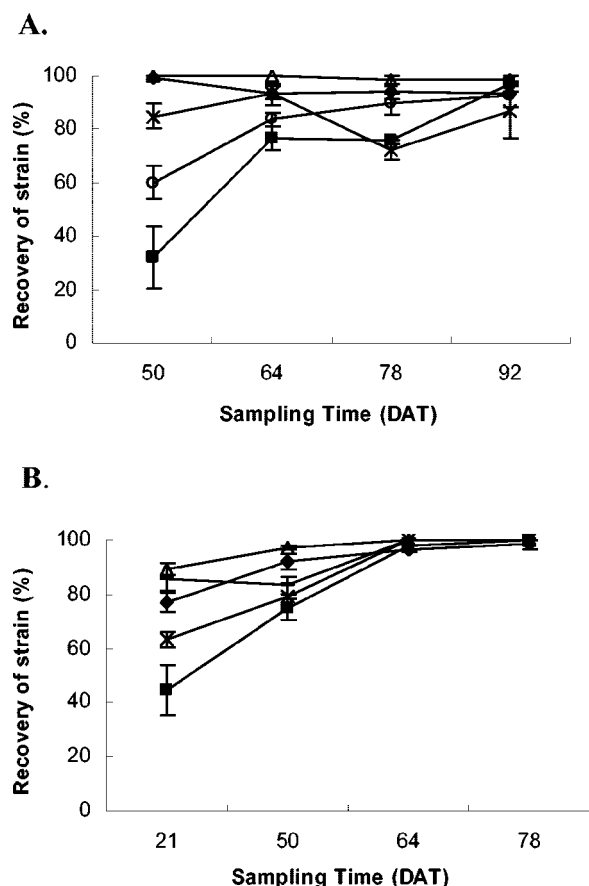 A.
100
80
60
40
20
0
Recovery of strain (%)
50 64 78 92
Sampling Time (DAT)
B.
100
80
60
40
20
0
Recovery of strain (%)
21 50 64 78
Sampling Time (DAT)